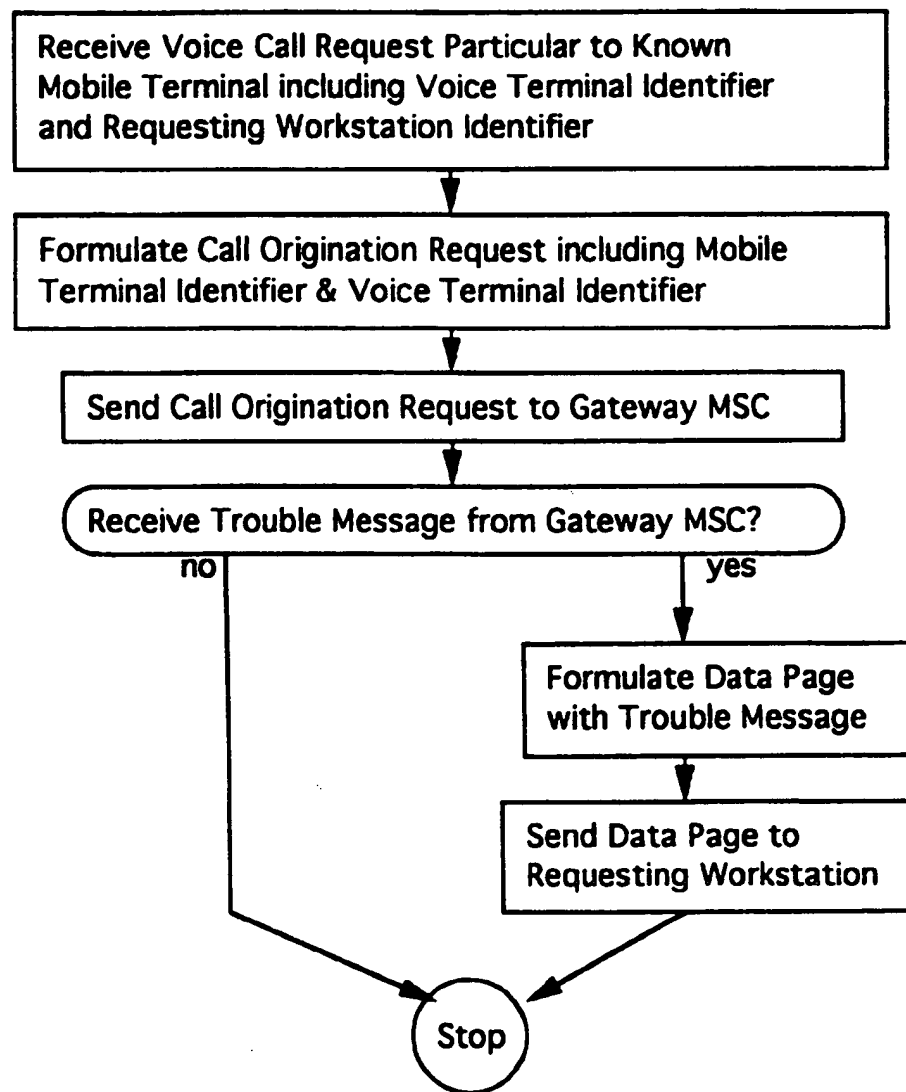 Receive Voice Call Request Particular to Known
Mobile Terminal including Voice Terminal Identifier
and Requesting Workstation Identifier
Formulate Call Origination Request including Mobile
Terminal Identifier & Voice Terminal Identifier
Send Call Origination Request to Gateway MSC
Receive Trouble Message from Gateway MSC?
no
yes
Formulate Data Page
with Trouble Message
Send Data Page to
Requesting Workstation
Stop